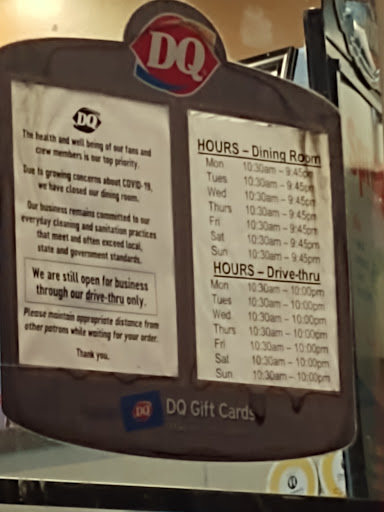 DQ
DQ
The health and well being of our fans and
crew members is our top priority.
Due to growing concerns about COVID-19,
we have closed our dining room.
Our business remains committed to our
everyday cleaning and sanitation practices
that meet and often exceed local,
state and government standards.
We are still open for business
through our drive-thru only.
Please maintain appropriate distance from
other patrons while waiting for your order.
Thank you.
HOURS – Dining Room
Mon 10:30am – 9:45pm
Tues 10:30am – 9:45pm
Wed 10:30am – 9:45pm
Thurs 10:30am – 9:45pm
Fri 10:30am – 9:45pm
Sat 10:30am – 9:45pm
Sun 10:30am – 9:45pm
HOURS – Drive-thru
Mon 10:30am – 10:00pm
Tues 10:30am – 10:00pm
Wed 10:30am – 10:00pm
Thurs 10:30am – 10:00pm
Fri 10:30am – 10:00pm
Sat 10:30am – 10:00pm
Sun 10:30am – 10:00pm
DQ DQ Gift Cards